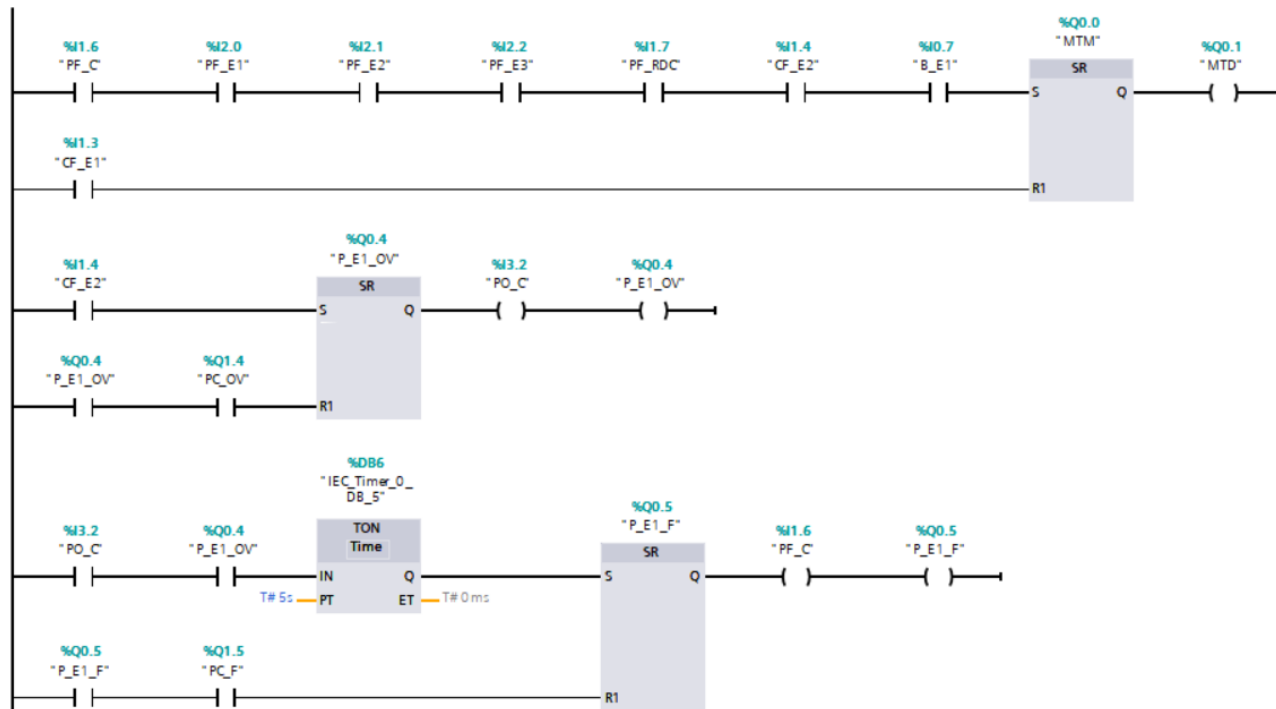 %Q0.0
"MTM"
%I1.6 %I2.0 %I2.1 %I2.2 %I1.7 %I1.4 %I0.7 %Q0.1
"PF_C" "PF_E1" "PF_E2" "PF_E3" "PF_RDC" "CF_E2" "B_E1" SR "MTD"
S Q
%I1.3
"CF_E1"
R1
%Q0.4
"P_E1_OV"
%I1.4 %I3.2 %Q0.4
"CF_E2" SR "PO_C" "P_E1_OV"
S Q
%Q0.4 %Q1.4
"P_E1_OV" "PC_OV"
R1
%DB6
"IEC_Timer_0_
DB_5"
%Q0.5
"P_E1_F"
%I3.2 %Q0.4 TON %I1.6 %Q0.5
"PO_C" "P_E1_OV" Time SR "PF_C" "P_E1_F"
IN Q S Q
T#5s PT ET T#0ms
%Q0.5 %Q1.5
"P_E1_F" "PC_F"
R1